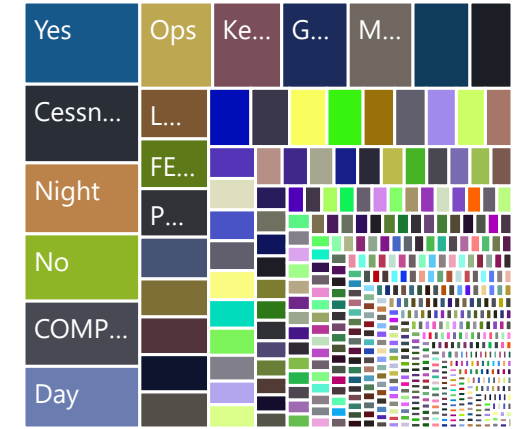 Yes
Ops
Ke...
G...
M...
Cessn...
L...
FE...
Night
P...
No
COMP...
Day